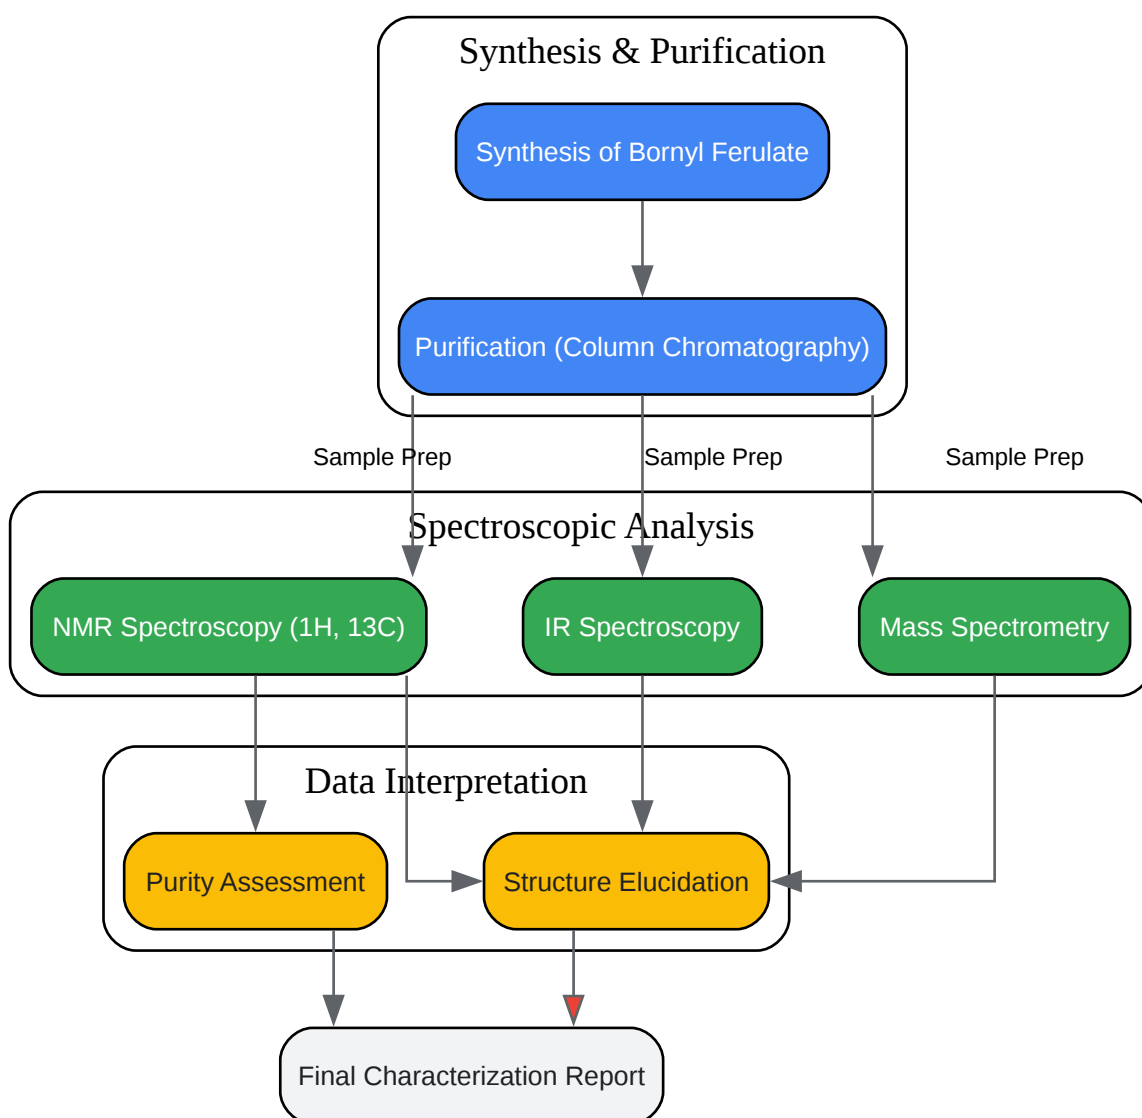 Synthesis & Purification
Synthesis of Bornyl Ferulate
Purification (Column Chromatography)
Sample Prep
Sample Prep
Sample Prep
Spectroscopic Analysis
NMR Spectroscopy (1H, 13C)
IR Spectroscopy
Mass Spectrometry
Data Interpretation
Purity Assessment
Structure Elucidation
Final Characterization Report